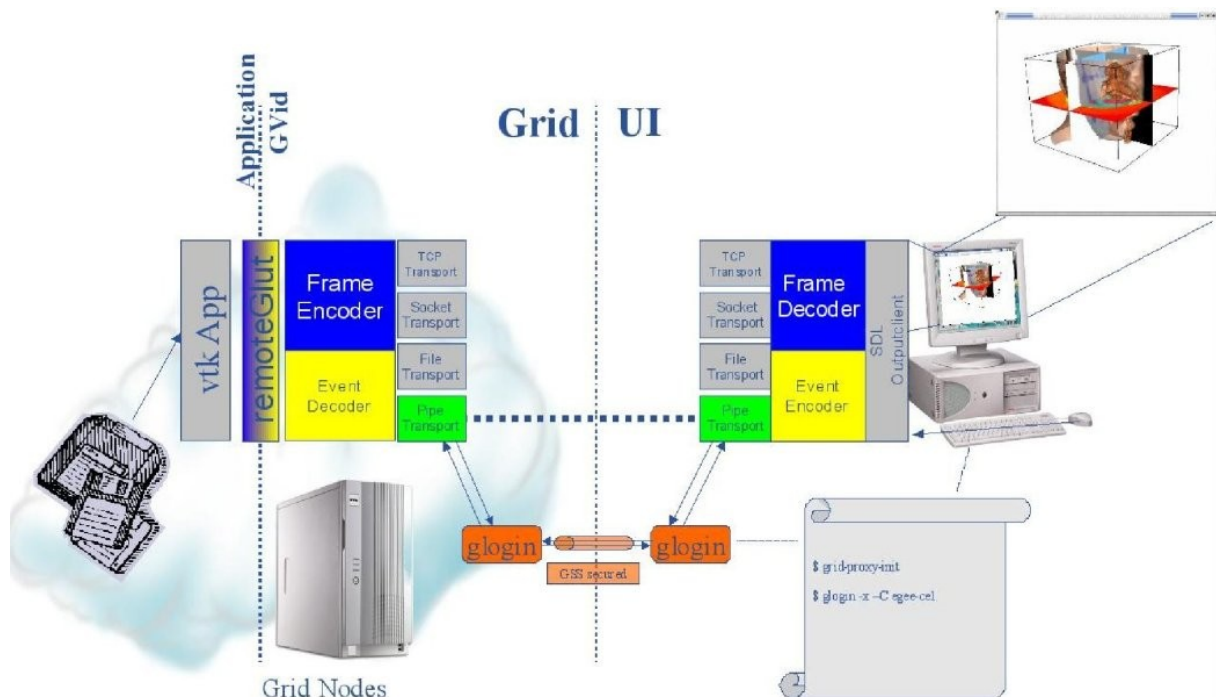 Application
GVid
Grid
UI
vtk App
remoteGlut
Frame
Encoder
Event
Decoder
TCP
Transport
Socket
Transport
File
Transport
Pipe
Transport
TCP
Transport
Socket
Transport
File
Transport
Pipe
Transport
Frame
Decoder
Event
Encoder
SDL
Outputclient
glogin
glogin
GSS secured
$ grid-proxy-init
$ glogin -x –C egee-cel
Grid Nodes